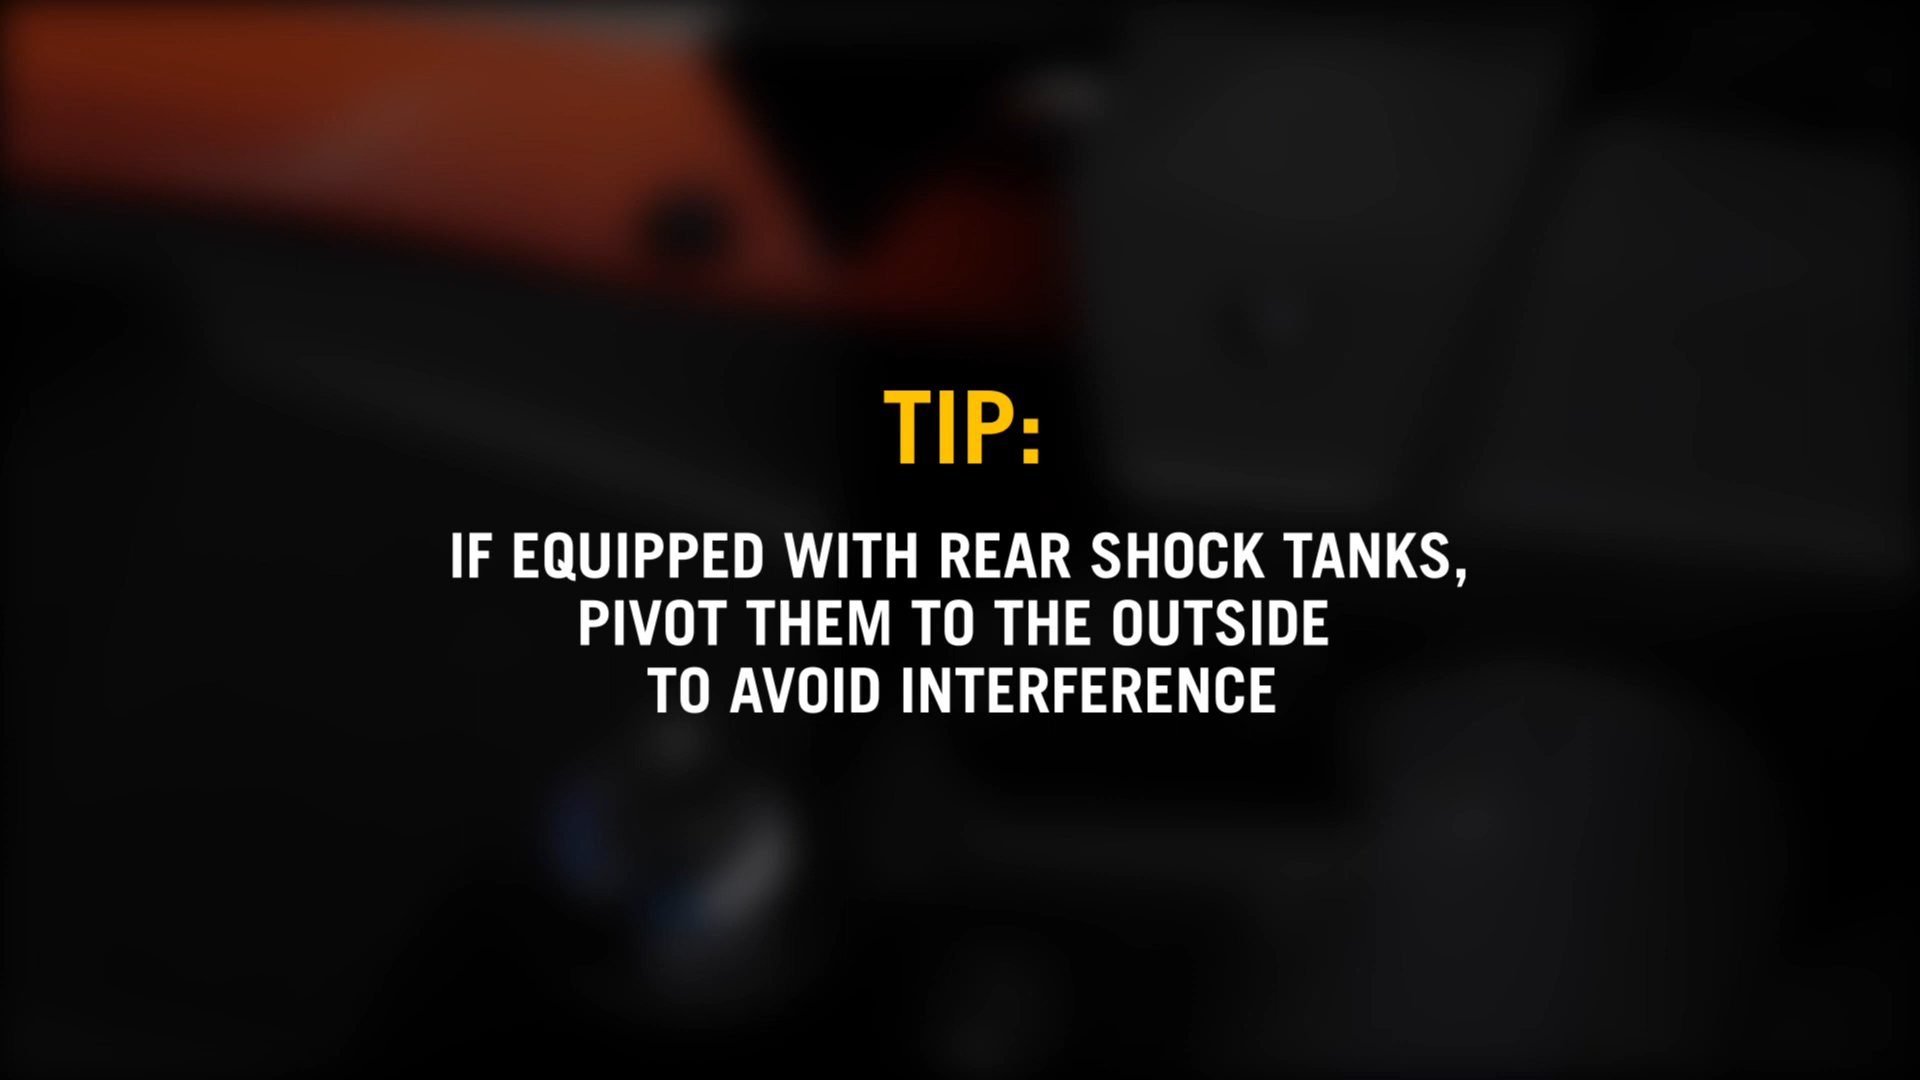 TIP:
IF EQUIPPED WITH REAR SHOCK TANKS,
PIVOT THEM TO THE OUTSIDE
TO AVOID INTERFERENCE